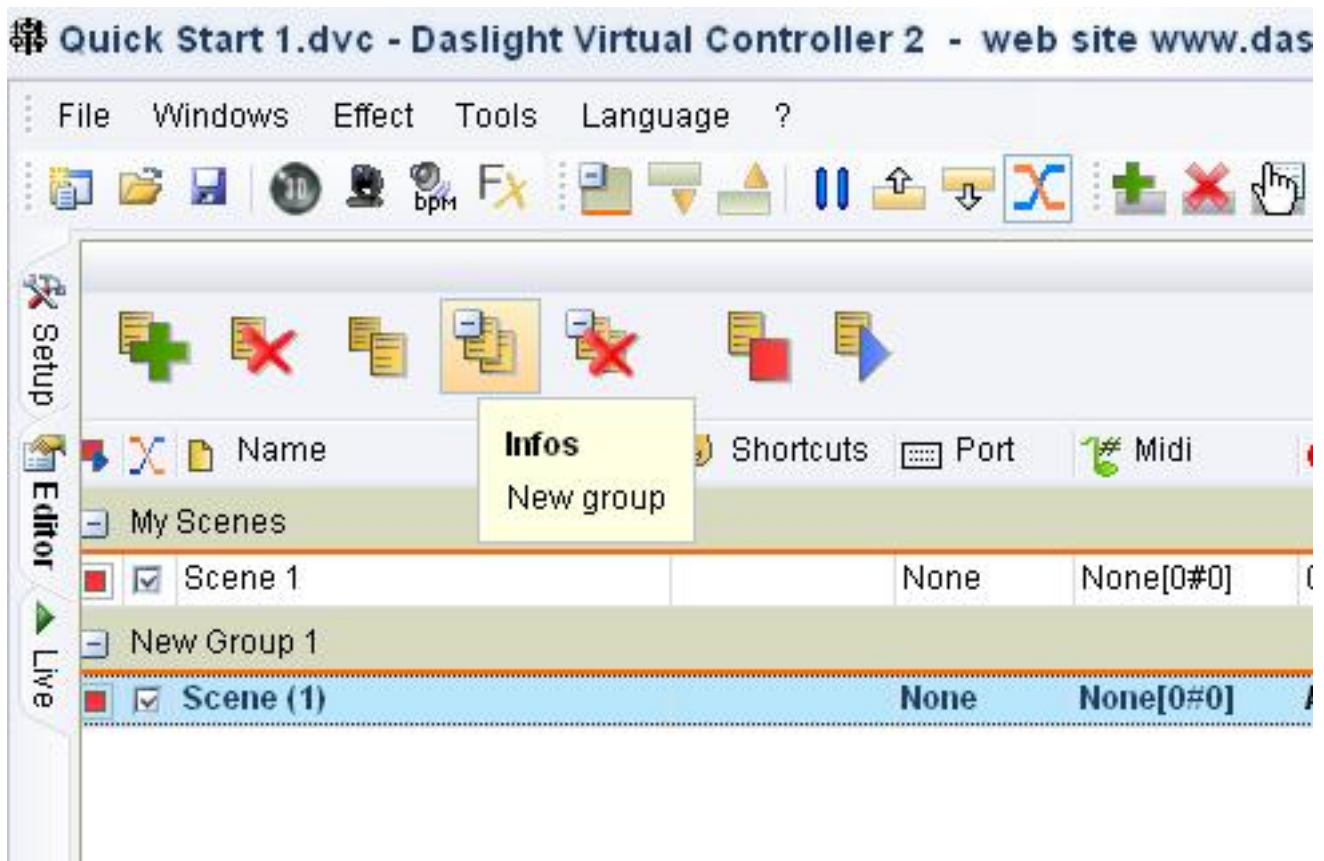 Quick Start 1.dvc - Daslight Virtual Controller 2 - web site www.das
File Windows Effect Tools Language ?
3D bpm Fx
Setup
Editor
Live
Infos
New group
Name Shortcuts Port Midi
My Scenes
Scene 1 None None[0#0]
New Group 1
Scene (1) None None[0#0]